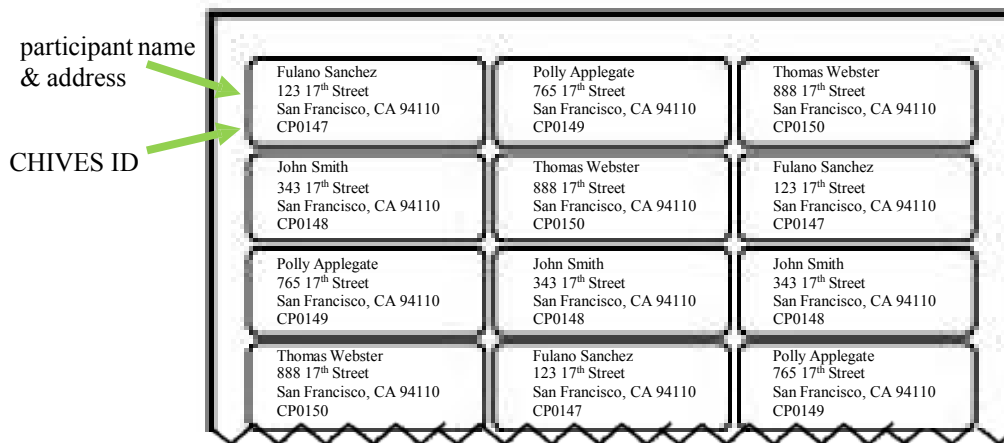 participant name
& address
CHIVES ID
Fulano Sanchez
123 17th Street
San Francisco, CA 94110
CP0147
Polly Applegate
765 17th Street
San Francisco, CA 94110
CP0149
Thomas Webster
888 17th Street
San Francisco, CA 94110
CP0150
John Smith
343 17th Street
San Francisco, CA 94110
CP0148
Thomas Webster
888 17th Street
San Francisco, CA 94110
CP0150
Fulano Sanchez
123 17th Street
San Francisco, CA 94110
CP0147
Polly Applegate
765 17th Street
San Francisco, CA 94110
CP0149
John Smith
343 17th Street
San Francisco, CA 94110
CP0148
John Smith
343 17th Street
San Francisco, CA 94110
CP0148
Thomas Webster
888 17th Street
San Francisco, CA 94110
CP0150
Fulano Sanchez
123 17th Street
San Francisco, CA 94110
CP0147
Polly Applegate
765 17th Street
San Francisco, CA 94110
CP0149